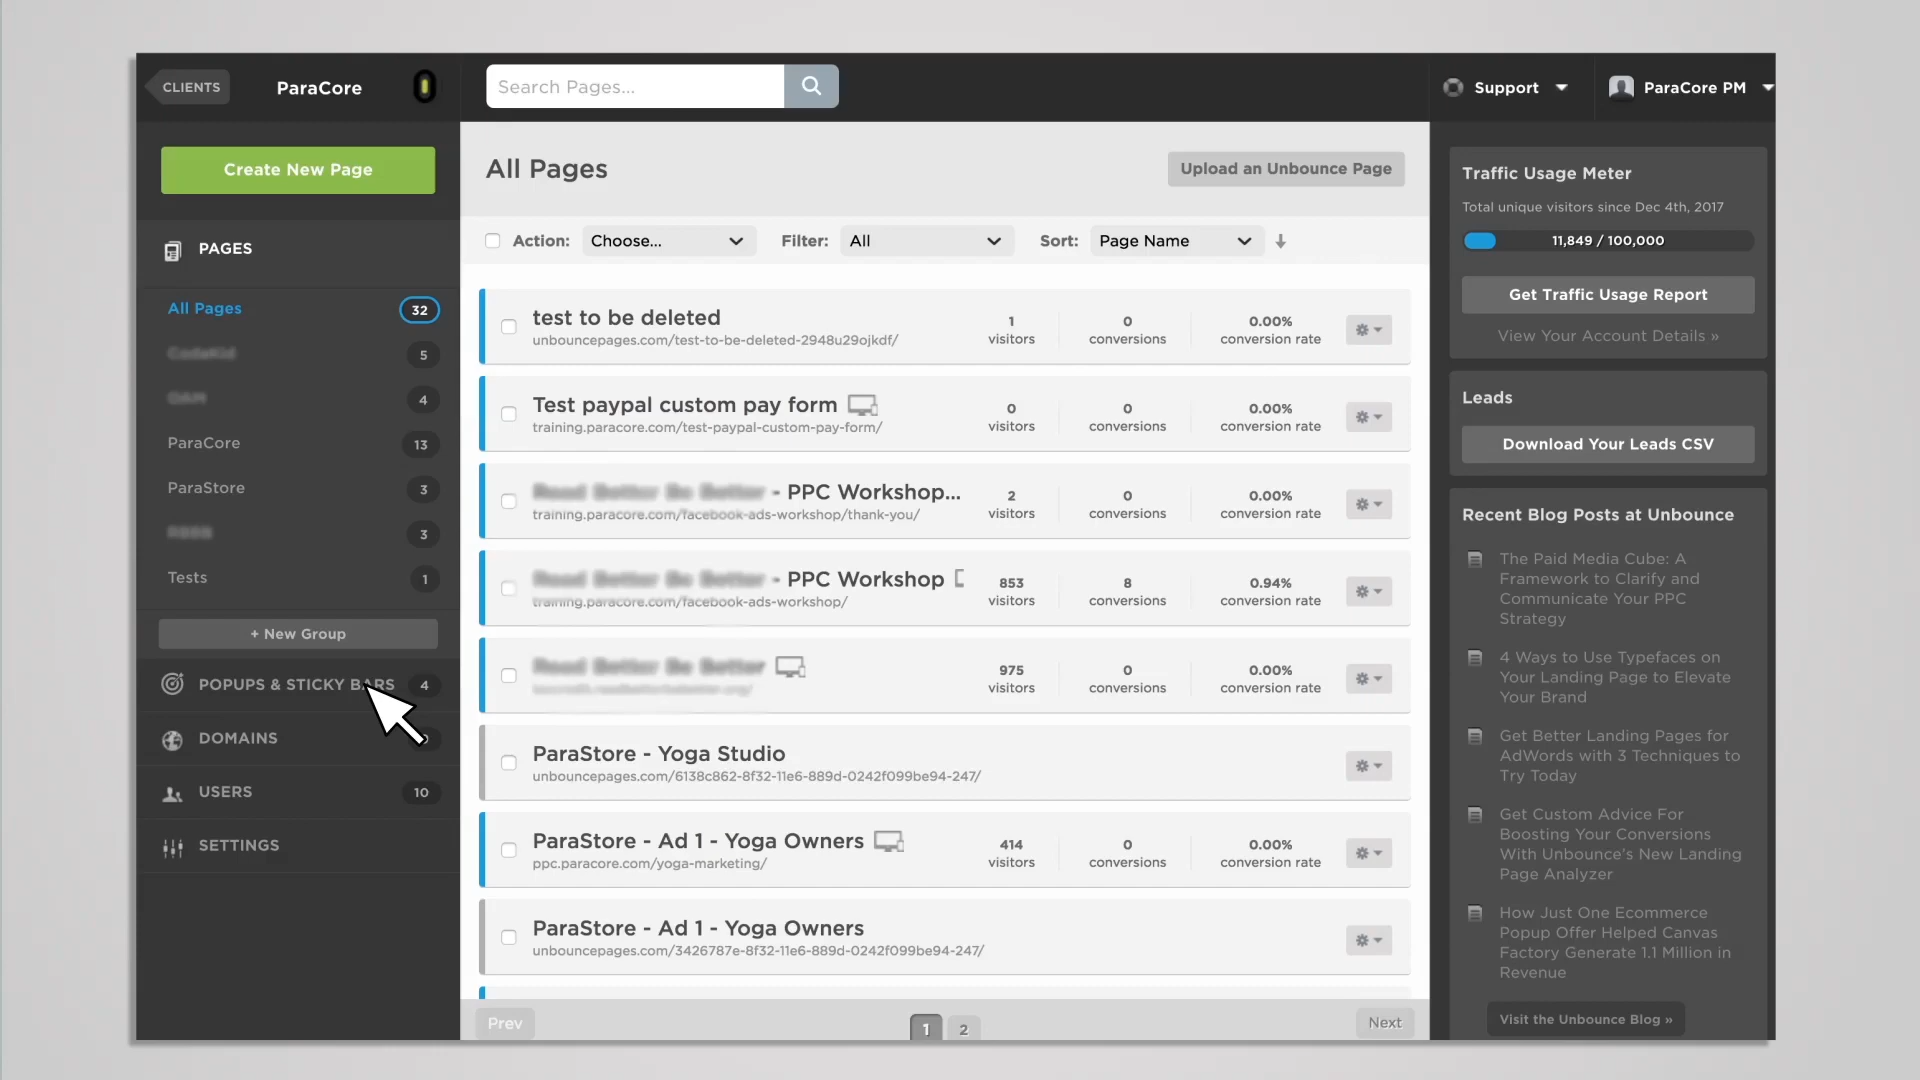 CLIENTS
ParaCore
Search Pages...
Support
ParaCore PM
Create New Page
PAGES
All Pages 32
5
4
ParaCore 13
ParaStore 3
3
Tests 1
+ New Group
POPUPS & STICKY BARS 4
DOMAINS
USERS 10
SETTINGS
All Pages
Upload an Unbounce Page
Action: Choose... Filter: All Sort: Page Name
test to be deleted
unbouncepages.com/test-to-be-deleted-2948u29ojkdf/
1 0 0.00%
visitors conversions conversion rate
Test paypal custom pay form
training.paracore.com/test-paypal-custom-pay-form/
0 0 0.00%
visitors conversions conversion rate
- PPC Workshop...
training.paracore.com/facebook-ads-workshop/thank-you/
2 0 0.00%
visitors conversions conversion rate
- PPC Workshop
training.paracore.com/facebook-ads-workshop/
853 8 0.94%
visitors conversions conversion rate
975 0 0.00%
visitors conversions conversion rate
ParaStore - Yoga Studio
unbouncepages.com/6138c862-8f32-11e6-889d-0242f099be94-247/
ParaStore - Ad 1 - Yoga Owners
ppc.paracore.com/yoga-marketing/
414 0 0.00%
visitors conversions conversion rate
ParaStore - Ad 1 - Yoga Owners
unbouncepages.com/3426787e-8f32-11e6-889d-0242f099be94-247/
Prev
1 2
Next
Traffic Usage Meter
Total unique visitors since Dec 4th, 2017
11,849 / 100,000
Get Traffic Usage Report
View Your Account Details »
Leads
Download Your Leads CSV
Recent Blog Posts at Unbounce
The Paid Media Cube: A
Framework to Clarify and
Communicate Your PPC
Strategy
4 Ways to Use Typefaces on
Your Landing Page to Elevate
Your Brand
Get Better Landing Pages for
AdWords with 3 Techniques to
Try Today
Get Custom Advice For
Boosting Your Conversions
With Unbounce's New Landing
Page Analyzer
How Just One Ecommerce
Popup Offer Helped Canvas
Factory Generate 1.1 Million in
Revenue
Visit the Unbounce Blog »